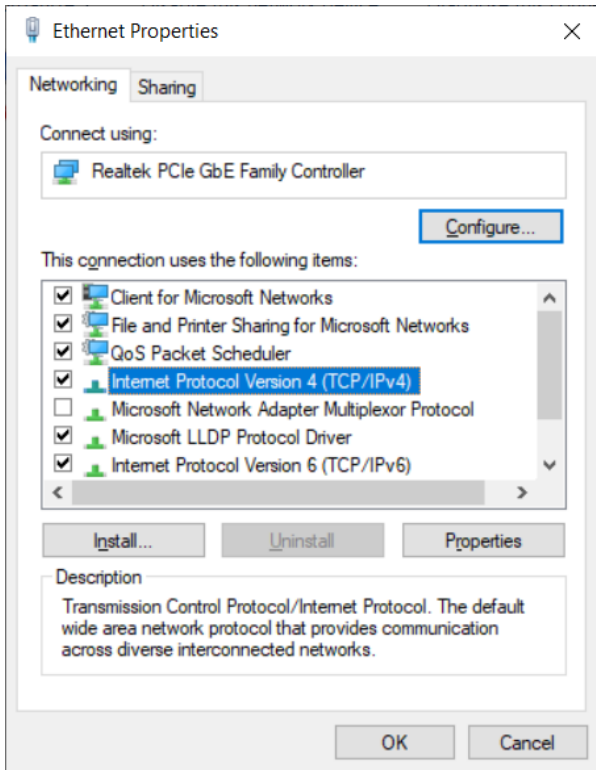 Ethernet Properties
Networking
Sharing
Connect using:
Realtek PCIe GbE Family Controller
Configure...
This connection uses the following items:
Client for Microsoft Networks
File and Printer Sharing for Microsoft Networks
QoS Packet Scheduler
Internet Protocol Version 4 (TCP/IPv4)
Microsoft Network Adapter Multiplexor Protocol
Microsoft LLDP Protocol Driver
Internet Protocol Version 6 (TCP/IPv6)
Install...
Uninstall
Properties
Description
Transmission Control Protocol/Internet Protocol. The default
wide area network protocol that provides communication
across diverse interconnected networks.
OK
Cancel